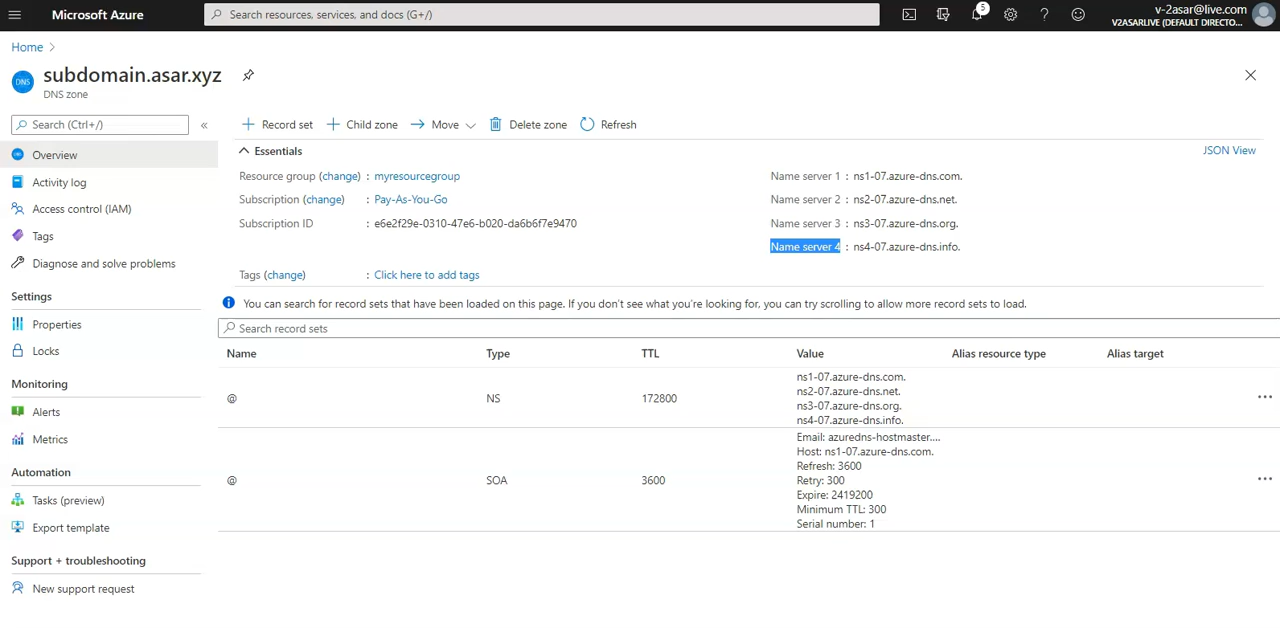 Microsoft Azure
Search resources, services, and docs (G+/)
5
v-2asar@live.com
V2ASARLIVE (DEFAULT DIRECTO...
Home
subdomain.asar.xyz
DNS
DNS zone
Search (Ctrl+/)
Overview
Activity log
Access control (IAM)
Tags
Diagnose and solve problems
Settings
Properties
Locks
Monitoring
Alerts
Metrics
Automation
Tasks (preview)
Export template
Support + troubleshooting
New support request
Record set
Child zone
Move
Delete zone
Refresh
Essentials
JSON View
Resource group (change) : myresourcegroup
Subscription (change) : Pay-As-You-Go
Subscription ID : e6e2f29e-0310-47e6-b020-da6b6f7e9470
Name server 1 : ns1-07.azure-dns.com.
Name server 2 : ns2-07.azure-dns.net.
Name server 3 : ns3-07.azure-dns.org.
Name server 4 : ns4-07.azure-dns.info.
Tags (change) : Click here to add tags
You can search for record sets that have been loaded on this page. If you don't see what you're looking for, you can try scrolling to allow more record sets to load.
Search record sets
Name Type TTL Value Alias resource type Alias target
@ NS 172800
ns1-07.azure-dns.com.
ns2-07.azure-dns.net.
ns3-07.azure-dns.org.
ns4-07.azure-dns.info.
@ SOA 3600
Email: azuredns-hostmaster....
Host: ns1-07.azure-dns.com.
Refresh: 3600
Retry: 300
Expire: 2419200
Minimum TTL: 300
Serial number: 1